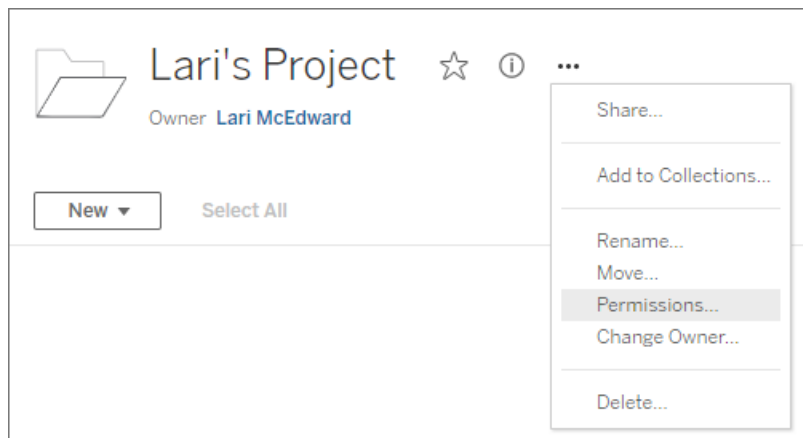 Lari's Project
Owner Lari McEdward
New
Select All
Share...
Add to Collections...
Rename...
Move...
Permissions...
Change Owner...
Delete...